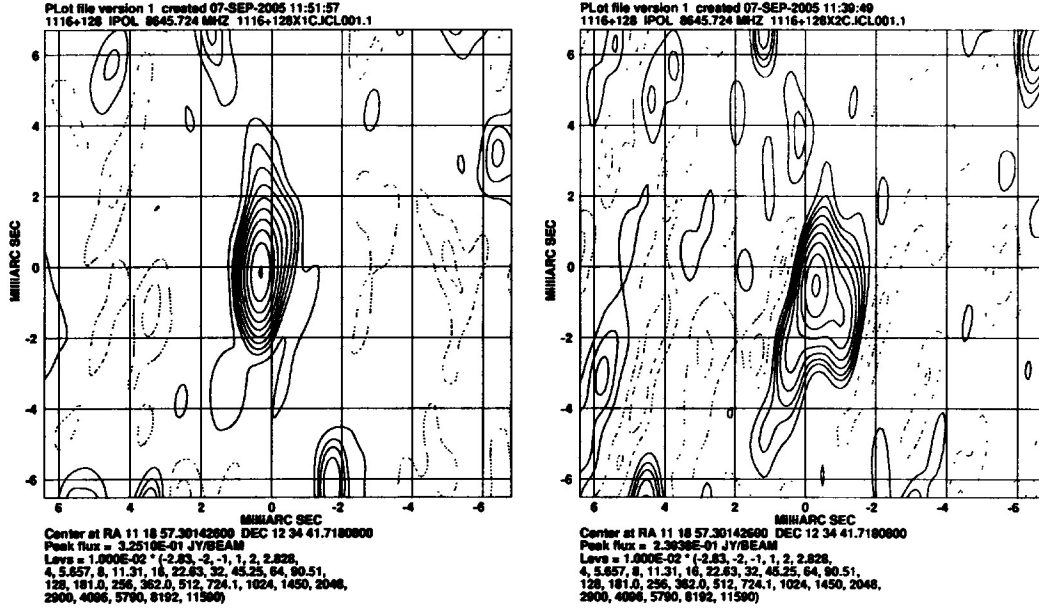 PLot file version 1 created 07-SEP-2005 11:51:57
1116+128 IPOL 8645.724 MHZ 1116+128X1C.ICL001.1
6
4
2
0
-2
-4
-6
MilliARC SEC
6 4 2 0 -2 -4 -6
MilliARC SEC
Center at RA 11 18 57.30142600 DEC 12 34 41.7180600
Peak flux = 3.2510E-01 JY/BEAM
Levs = 1.000E-02 * (-2.83, -2, -1, 1, 2, 2.828,
4, 5.657, 8, 11.31, 16, 22.63, 32, 45.25, 64, 90.51,
128, 181.0, 256, 362.0, 512, 724.1, 1024, 1450, 2048,
2900, 4096, 5790, 8192, 11590)
PLot file version 1 created 07-SEP-2005 11:39:49
1116+128 IPOL 8645.724 MHZ 1116+128X2C.ICL001.1
6
4
2
0
-2
-4
-6
MilliARC SEC
6 4 2 0 -2 -4 -6
MilliARC SEC
Center at RA 11 18 57.30142600 DEC 12 34 41.7180600
Peak flux = 2.3938E-01 JY/BEAM
Levs = 1.000E-02 * (-2.83, -2, -1, 1, 2, 2.828,
4, 5.657, 8, 11.31, 16, 22.63, 32, 45.25, 64, 90.51,
128, 181.0, 256, 362.0, 512, 724.1, 1024, 1450, 2048,
2900, 4096, 5790, 8192, 11590)